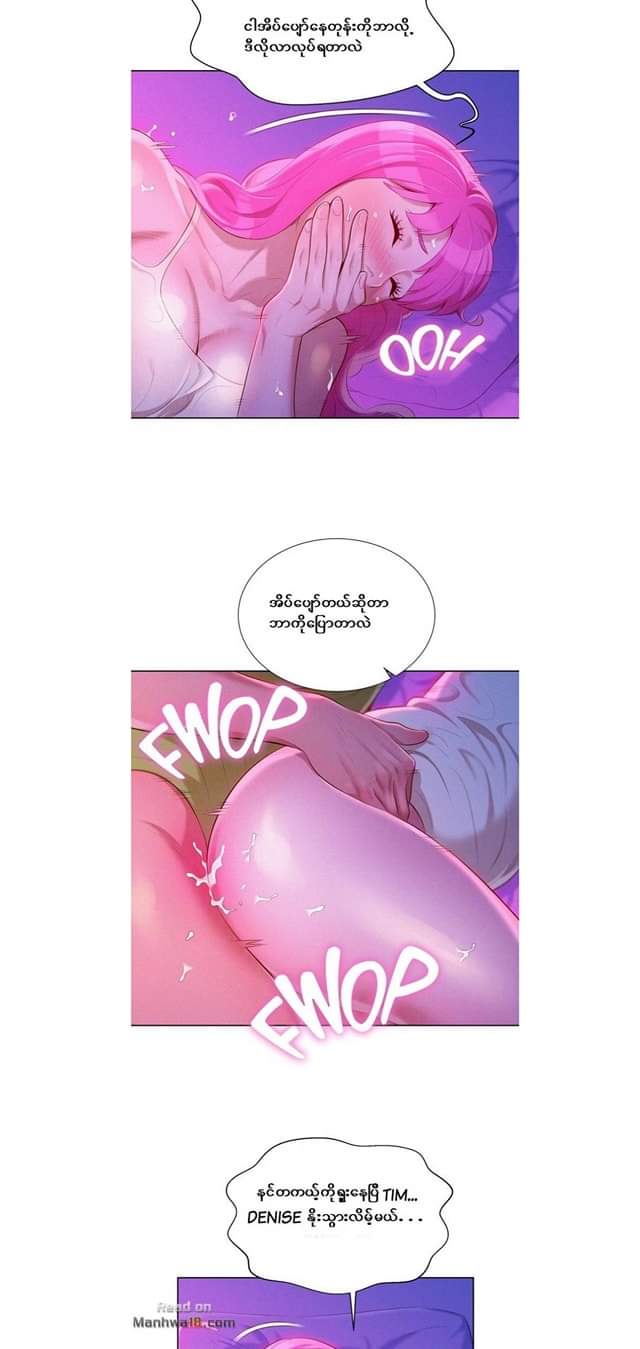 ငါအိပ်ပျော်နေတုန်းကိုဘာလို့
ဒီလိုလာလုပ်ရတာလဲ
OOH
အိပ်ပျော်တယ်ဆိုတာ
ဘာကိုပြောတာလဲ
FWOP
FWOP
နင်တကယ့်ကိုရူးနေပြီ TIM...
DENISE နိုးသွားလိမ့်မယ်...
Read on
Manhwa18.com